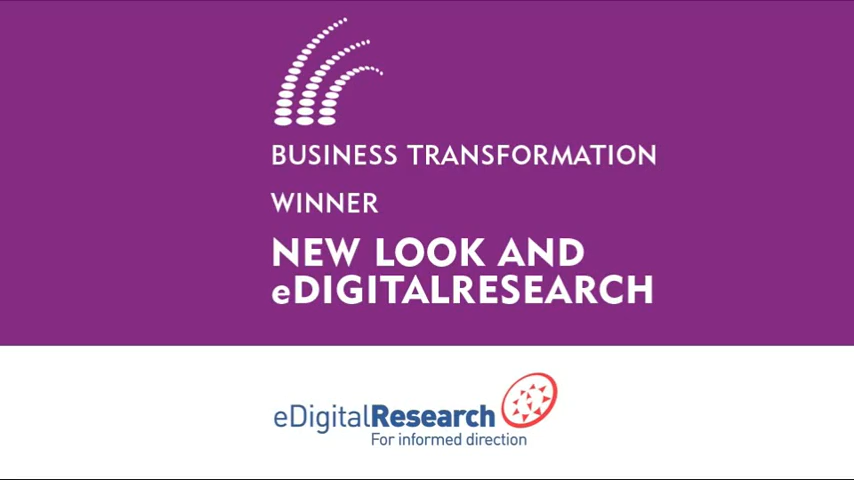 BUSINESS TRANSFORMATION
WINNER
NEW LOOK AND
eDIGITALRESEARCH
eDigitalResearch
For informed direction